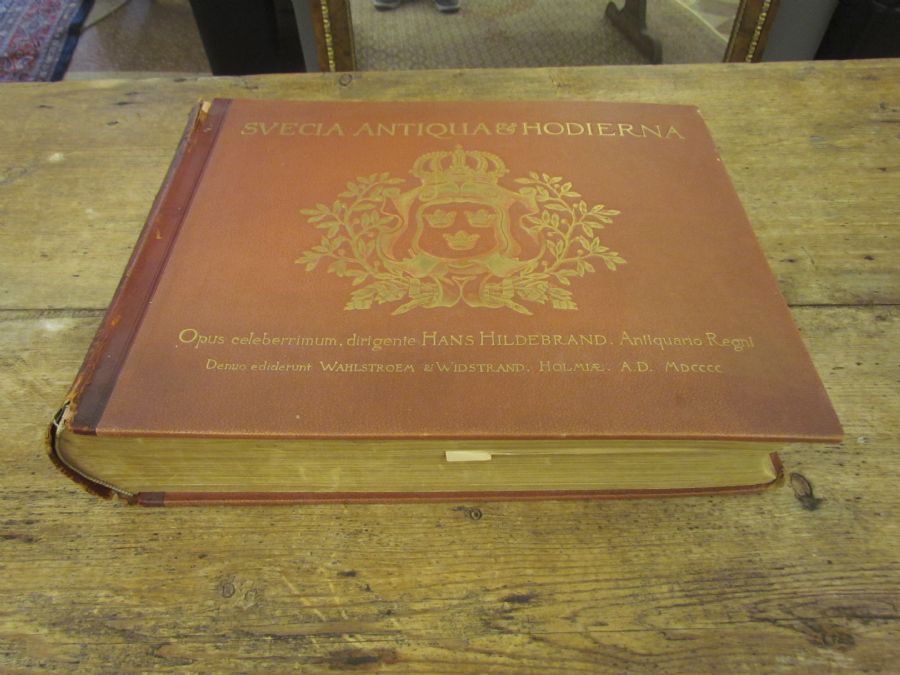 SVECIA ANTIQUA & HODIERNA
Opus celeberrimum, dirigente HANS HILDEBRAND. Antiquario Regni
Denuo ediderunt WAHLSTROEM & WIDSTRAND. HOLMIÆ. A.D. MDCCCC